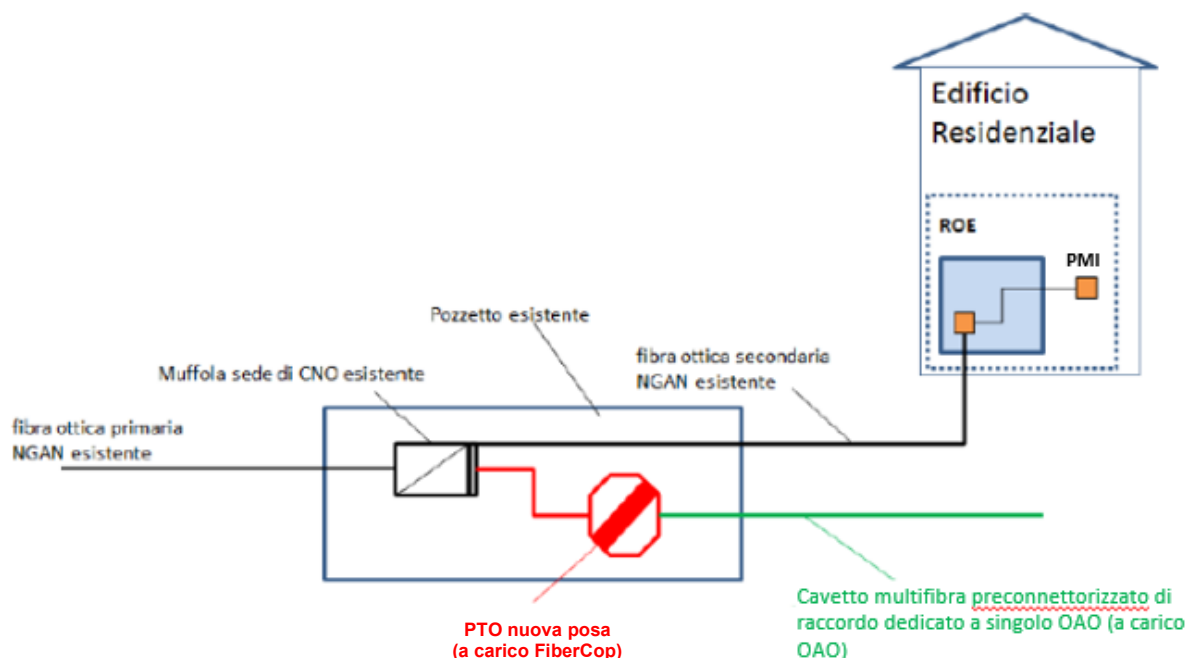 Edificio
Residenziale
ROE
PMI
Pozzetto esistente
fibra ottica secondaria
NGAN esistente
Muffola sede di CNO esistente
fibra ottica primaria
NGAN esistente
PTO nuova posa
(a carico FiberCop)
Cavetto multifibra preconnettorizzato di
raccordo dedicato a singolo OAO (a carico
OAO)